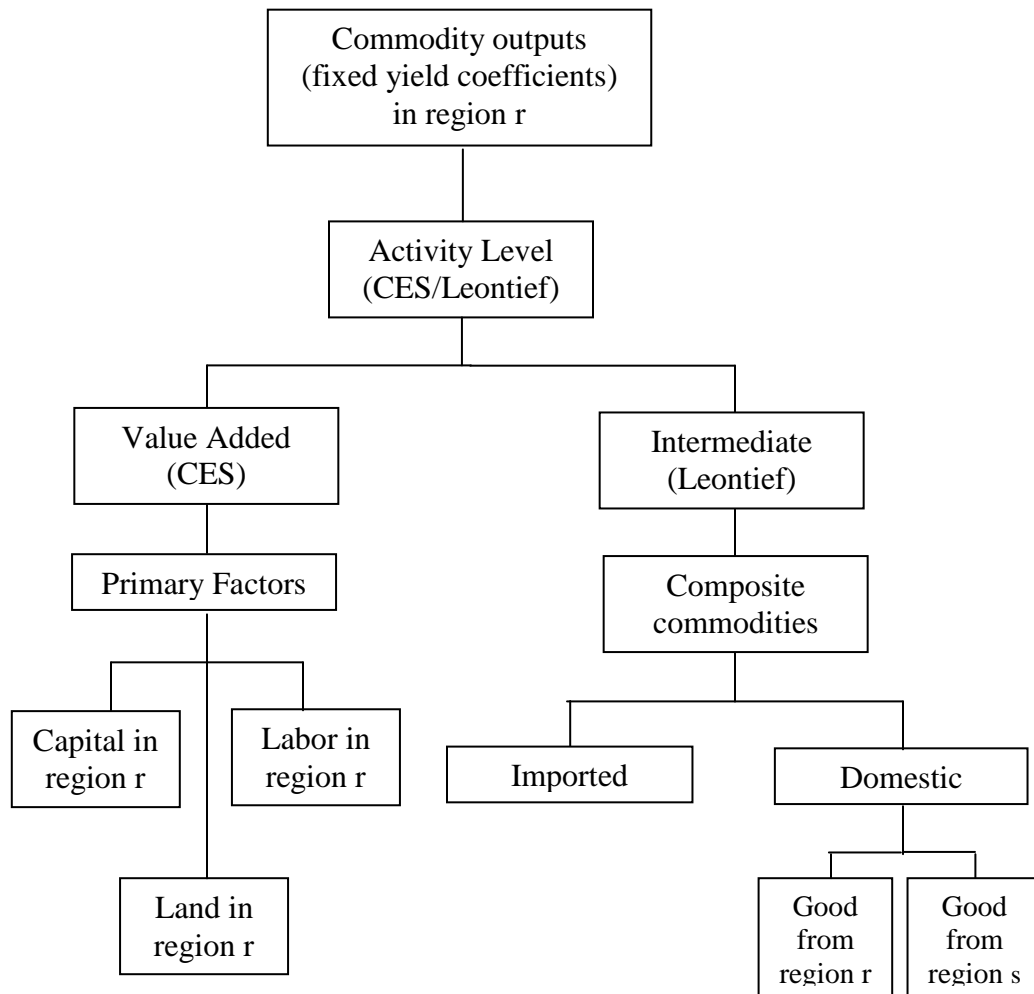 Commodity outputs
(fixed yield coefficients)
in region r
Activity Level
(CES/Leontief)
Value Added
(CES)
Intermediate
(Leontief)
Primary Factors
Composite
commodities
Capital in
region r
Labor in
region r
Imported
Domestic
Land in
region r
Good
from
region r
Good
from
region s